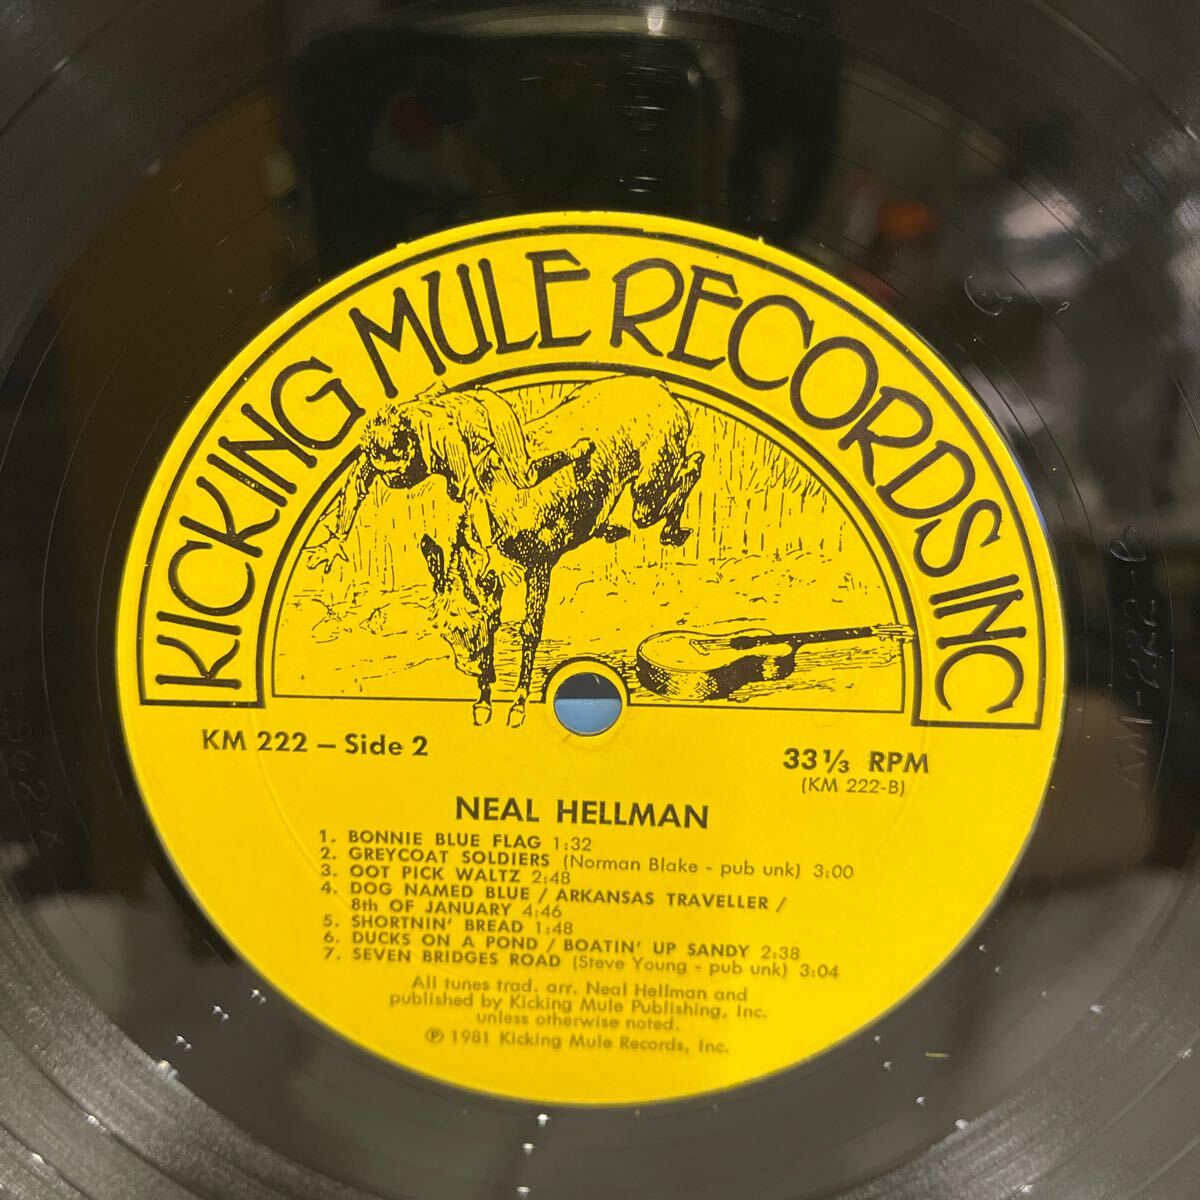 KICKING MULE RECORDS INC
KM 222 – Side 2
33 1/3 RPM
(KM 222-B)
NEAL HELLMAN
1. BONNIE BLUE FLAG 1:32
2. GREYCOAT SOLDIERS (Norman Blake - pub unk) 3:00
3. OOT PICK WALTZ 2:48
4. DOG NAMED BLUE / ARKANSAS TRAVELLER /
8th OF JANUARY 4:46
5. SHORTNIN' BREAD 1:48
6. DUCKS ON A POND / BOATIN' UP SANDY 2:38
7. SEVEN BRIDGES ROAD (Steve Young - pub unk) 3:04
All tunes trad. arr. Neal Hellman and
published by Kicking Mule Publishing, Inc.
unless otherwise noted.
℗ 1981 Kicking Mule Records, Inc.